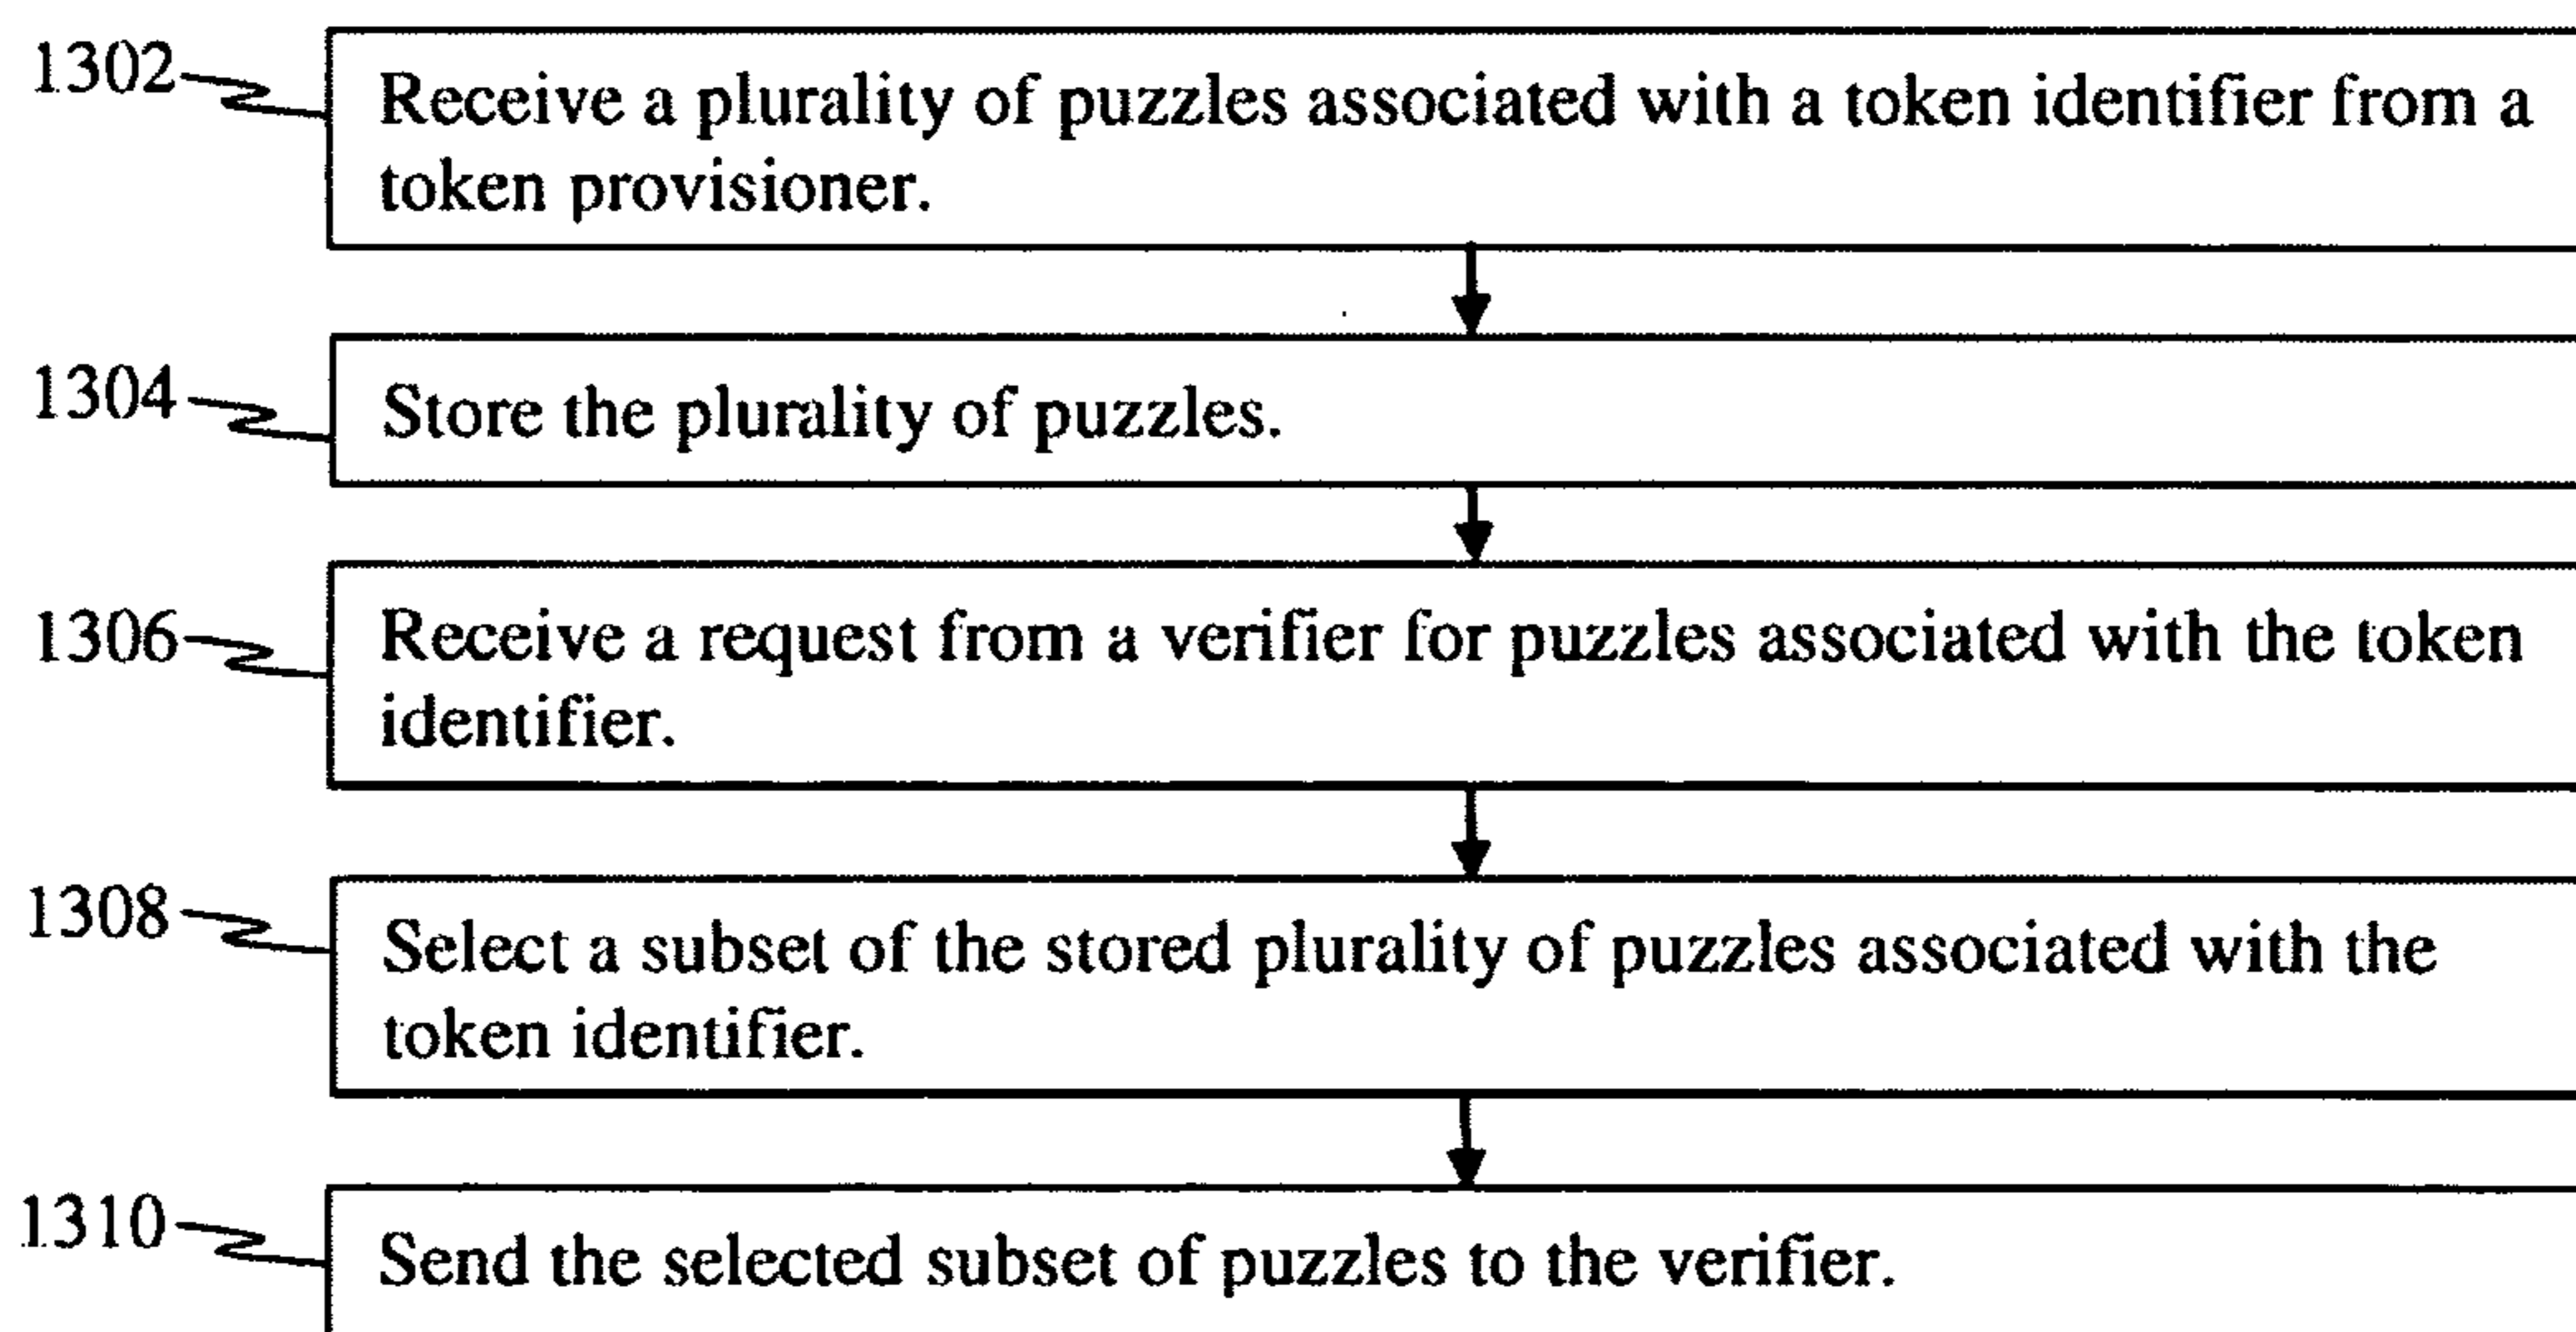 1302
Receive a plurality of puzzles associated with a token identifier from a
token provisioner.
1304
Store the plurality of puzzles.
1306
Receive a request from a verifier for puzzles associated with the token
identifier.
1308
Select a subset of the stored plurality of puzzles associated with the
token identifier.
1310
Send the selected subset of puzzles to the verifier.